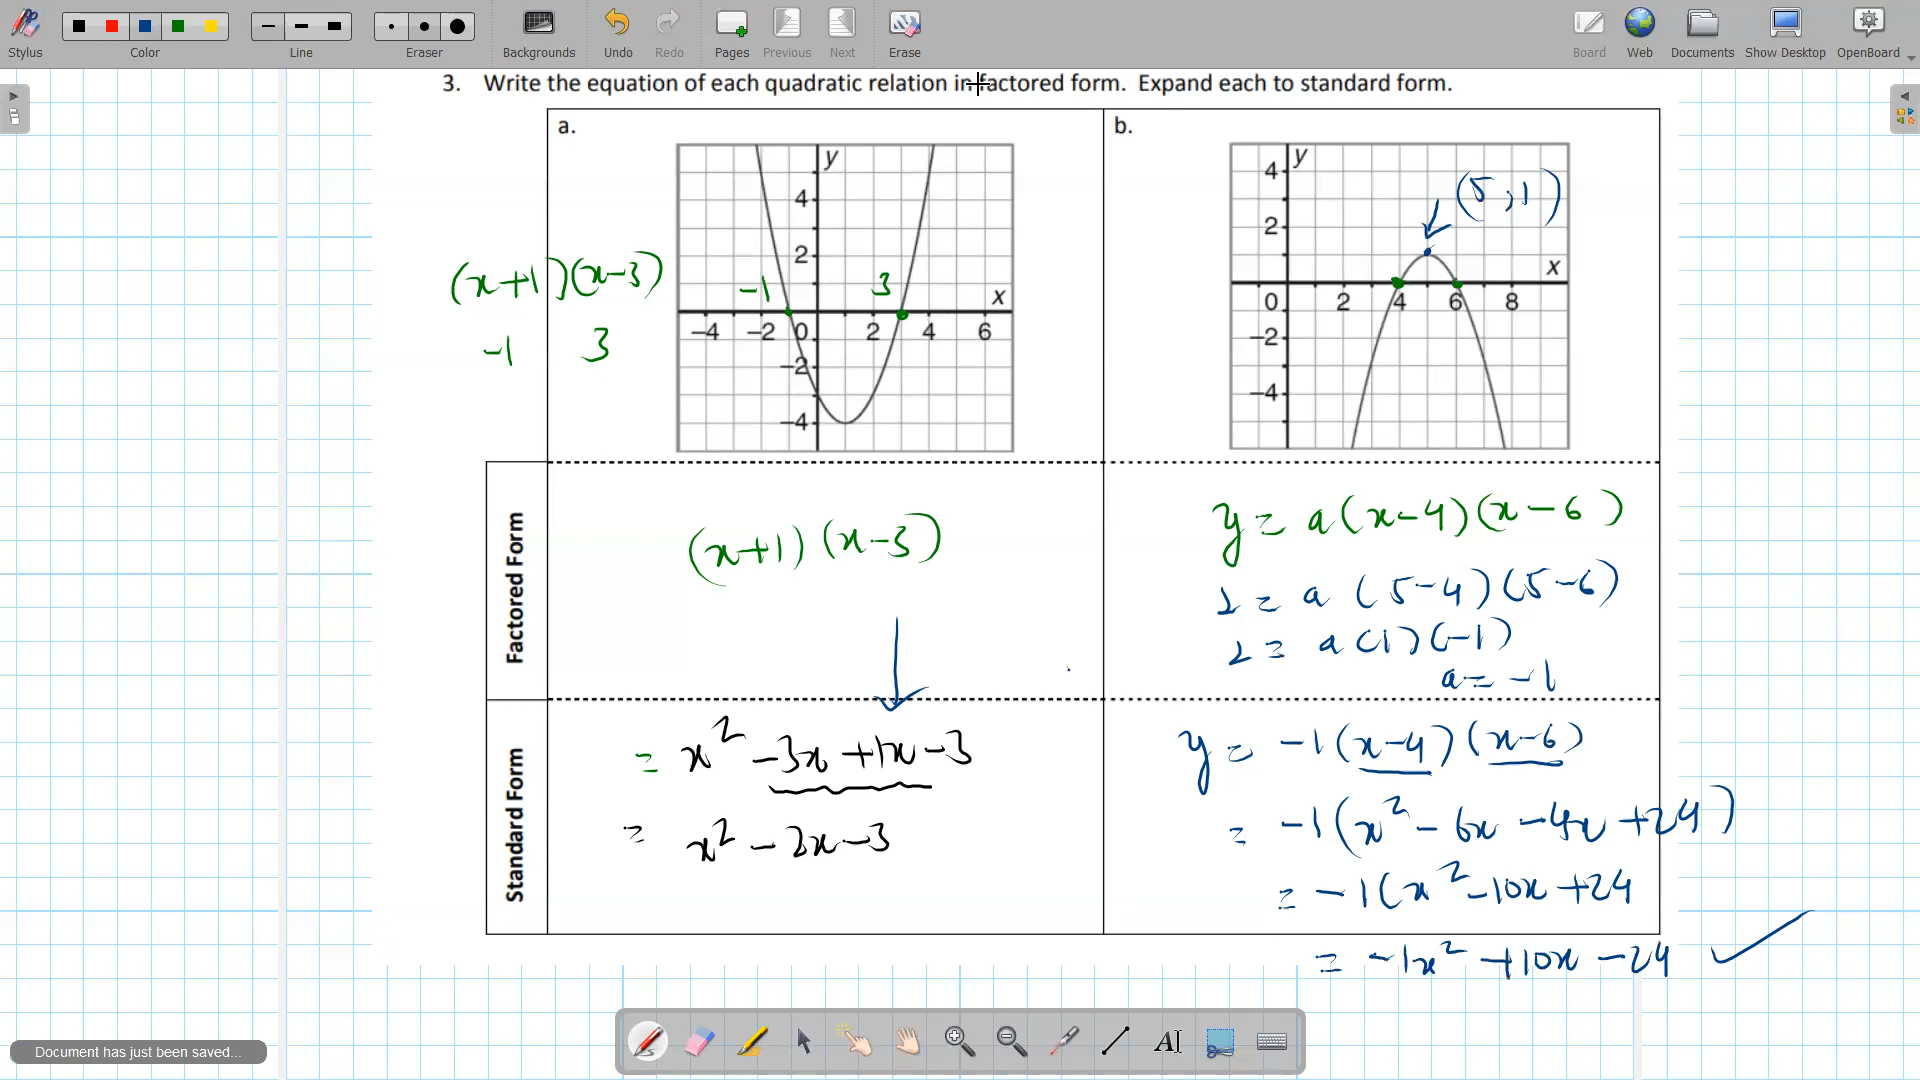 Stylus Color Line Eraser Backgrounds Undo Redo Pages Previous Next Erase Board Web Documents Show Desktop OpenBoard
3. Write the equation of each quadratic relation in factored form. Expand each to standard form.
a.
y
4
2
-1 3
x
-4 -2 0 2 4 6
-2
-4
(x+1)(x-3)
-1 3
b.
y
4
(5,1)
2
x
0 2 4 6 8
-2
-4
Factored Form
(x+1)(x-3)
y = a(x-4)(x-6)
1 = a (5-4)(5-6)
1 = a(1)(-1)
a = -1
Standard Form
= x² -3x +1x -3
= x² -2x -3
y = -1(x-4)(x-6)
= -1(x² - 6x - 4x +24)
= -1(x² -10x +24
= -1x² +10x -24
Document has just been saved...